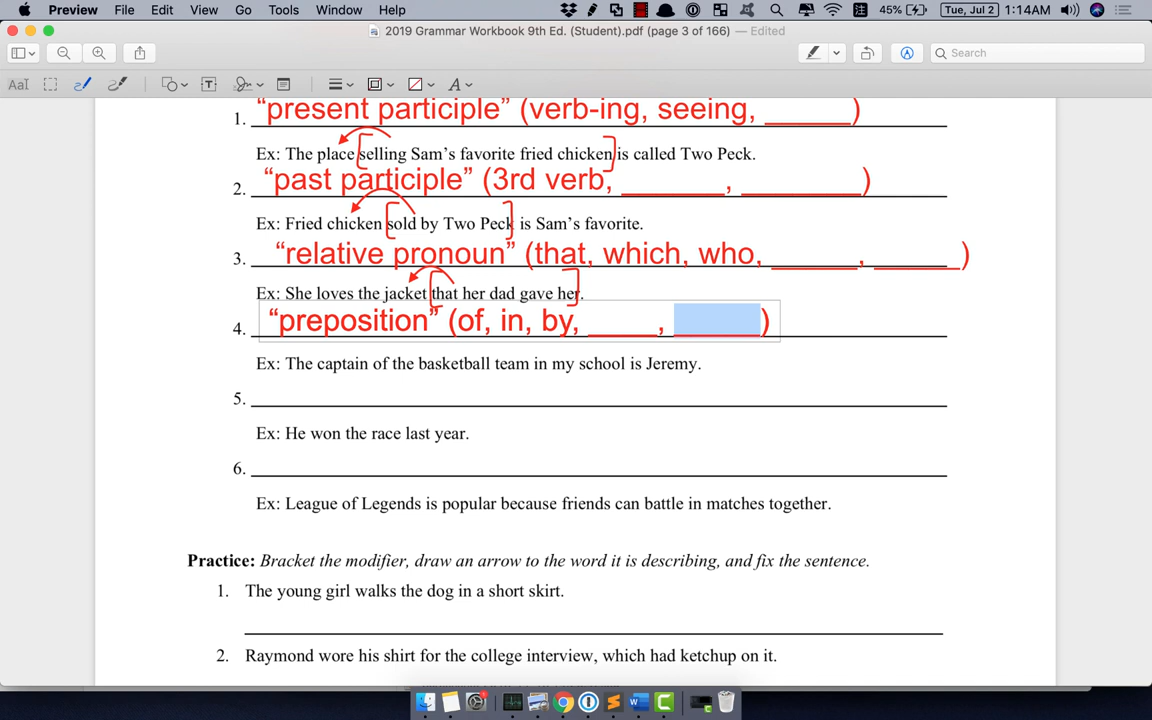 Preview File Edit View Go Tools Window Help 45% Tue, Jul 2 1:14AM
2019 Grammar Workbook 9th Ed. (Student).pdf (page 3 of 166) — Edited
Search
AaI T A
1. “present participle” (verb-ing, seeing, ______)
Ex: The place [selling Sam’s favorite fried chicken] is called Two Peck.
2. “past participle” (3rd verb, _______, ________)
Ex: Fried chicken [sold by Two Peck] is Sam’s favorite.
3. “relative pronoun” (that, which, who, ______, ______)
Ex: She loves the jacket [that her dad gave her].
4. “preposition” (of, in, by, _____, ______)
Ex: The captain of the basketball team in my school is Jeremy.
5.
Ex: He won the race last year.
6.
Ex: League of Legends is popular because friends can battle in matches together.
Practice: Bracket the modifier, draw an arrow to the word it is describing, and fix the sentence.
1. The young girl walks the dog in a short skirt.
2. Raymond wore his shirt for the college interview, which had ketchup on it.